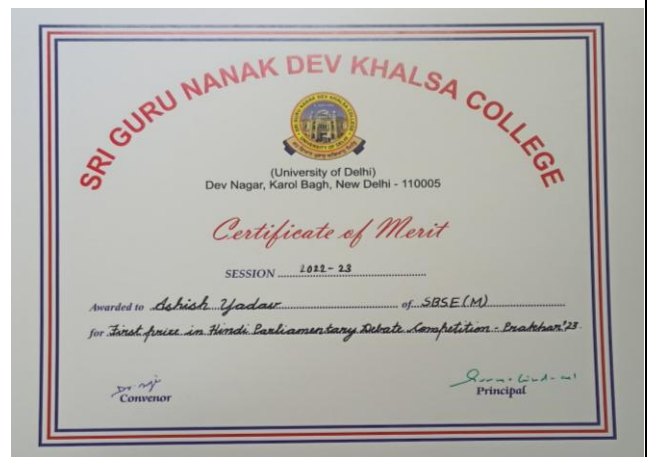 SRI GURU NANAK DEV KHALSA COLLEGE
(University of Delhi)
Dev Nagar, Karol Bagh, New Delhi - 110005
Certificate of Merit
SESSION 2022-23
Awarded to Ashish Yadav of SBSE(M)
for First prize in Hindi Parliamentary Debate Competition - Prakhar'23.
Convenor Principal